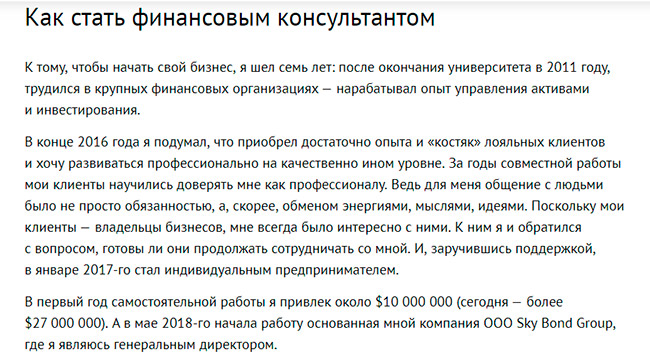 Как стать финансовым консультантом
К тому, чтобы начать свой бизнес, я шел семь лет: после окончания университета в 2011 году,
трудился в крупных финансовых организациях — нарабатывал опыт управления активами
и инвестирования.
В конце 2016 года я подумал, что приобрел достаточно опыта и «костяк» лояльных клиентов
и хочу развиваться профессионально на качественно ином уровне. За годы совместной работы
мои клиенты научились доверять мне как профессионалу. Ведь для меня общение с людьми
было не просто обязанностью, а, скорее, обменом энергиями, мыслями, идеями. Поскольку мои
клиенты — владельцы бизнесов, мне всегда было интересно с ними. К ним я и обратился
с вопросом, готовы ли они продолжать сотрудничать со мной. И, заручившись поддержкой,
в январе 2017-го стал индивидуальным предпринимателем.
В первый год самостоятельной работы я привлек около $10 000 000 (сегодня — более
$27 000 000). А в мае 2018-го начала работу основанная мной компания ООО Sky Bond Group,
где я являюсь генеральным директором.